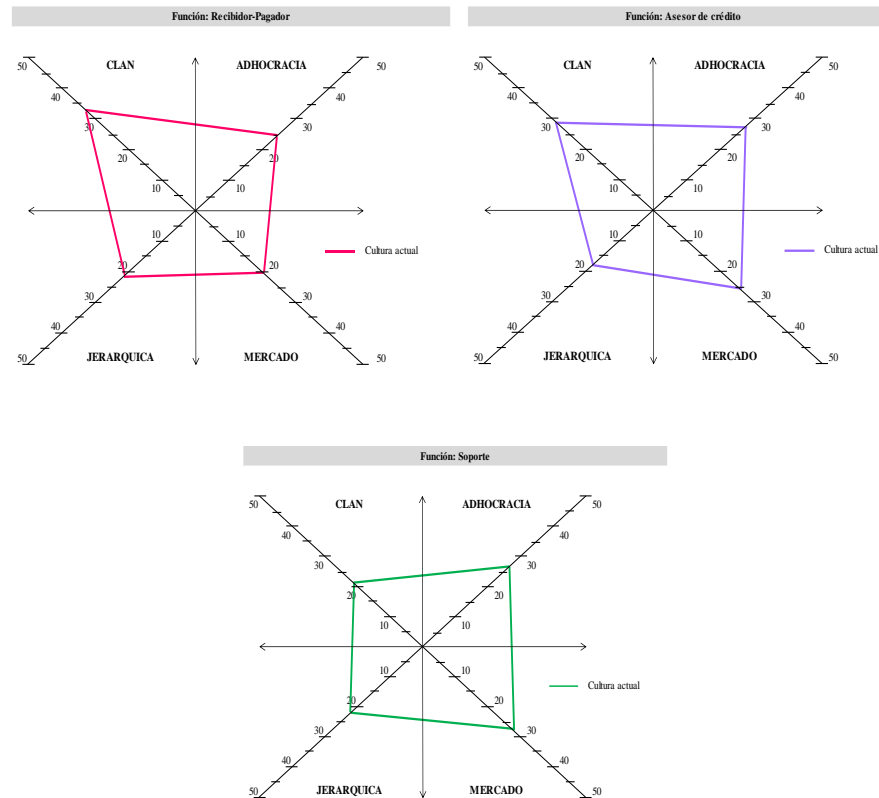 Función: Recibidor-Pagador
50 CLAN ADHOCRACIA 50
40 40
30 30
20 20
10 10
10 10
20 20
Cultura actual
30 30
40 40
50 JERARQUICA MERCADO 50
Función: Asesor de crédito
50 CLAN ADHOCRACIA 50
40 40
30 30
20 20
10 10
10 10
20 20
Cultura actual
30 30
40 40
50 JERARQUICA MERCADO 50
Función: Soporte
50 CLAN ADHOCRACIA 50
40 40
30 30
20 20
10 10
10 10
20 20
Cultura actual
30 30
40 40
50 JERARQUICA MERCADO 50